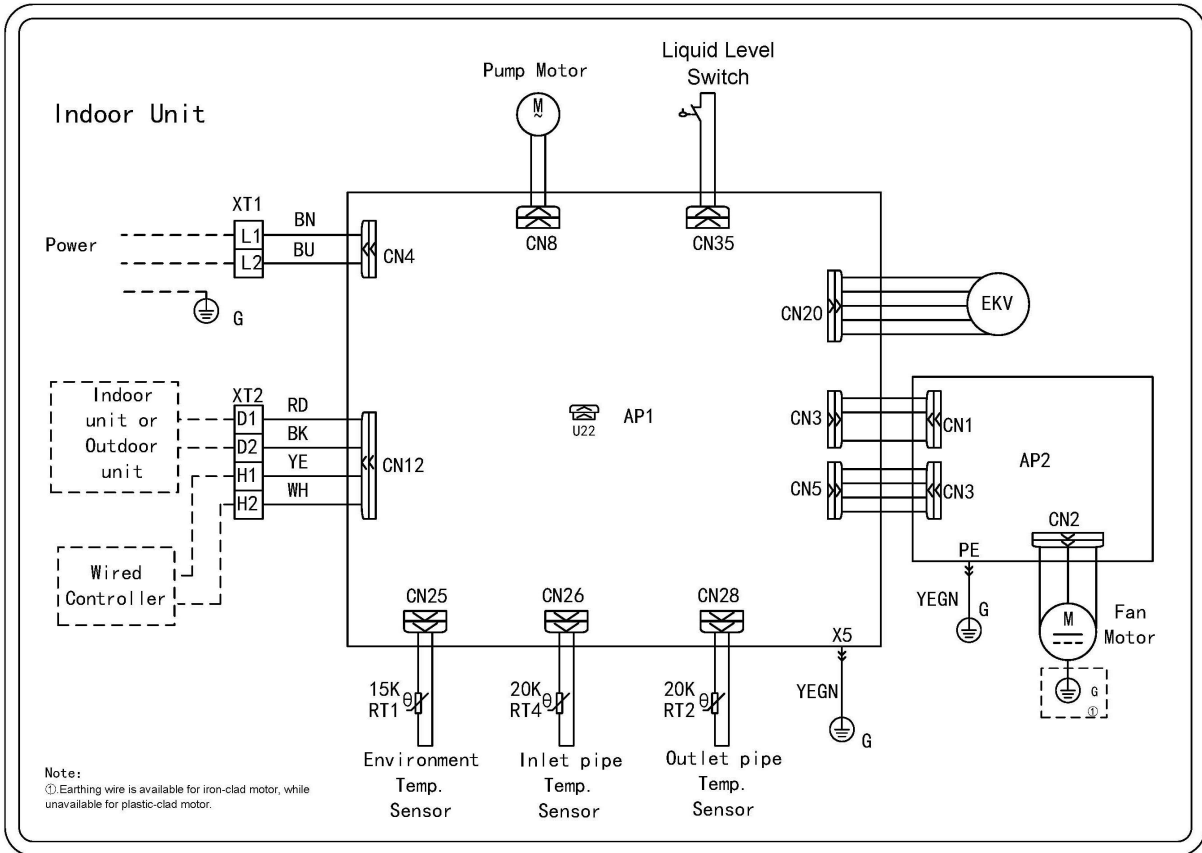 Indoor Unit
Pump Motor
M
~
Liquid Level
Switch
CN8
CN35
Power
XT1
L1
L2
BN
BU
CN4
G
Indoor
unit or
Outdoor
unit
XT2
D1
D2
H1
H2
RD
BK
YE
WH
CN12
Wired
Controller
U22
AP1
CN20
EKV
CN3
CN1
CN5
CN3
AP2
CN2
PE
YEGN
G
M
Fan
Motor
G
①
CN25
CN26
CN28
X5
YEGN
G
15K
RT1
θ
20K
RT4
θ
20K
RT2
θ
Environment
Temp.
Sensor
Inlet pipe
Temp.
Sensor
Outlet pipe
Temp.
Sensor
Note:
①.Earthing wire is available for iron-clad motor, while
unavailable for plastic-clad motor.